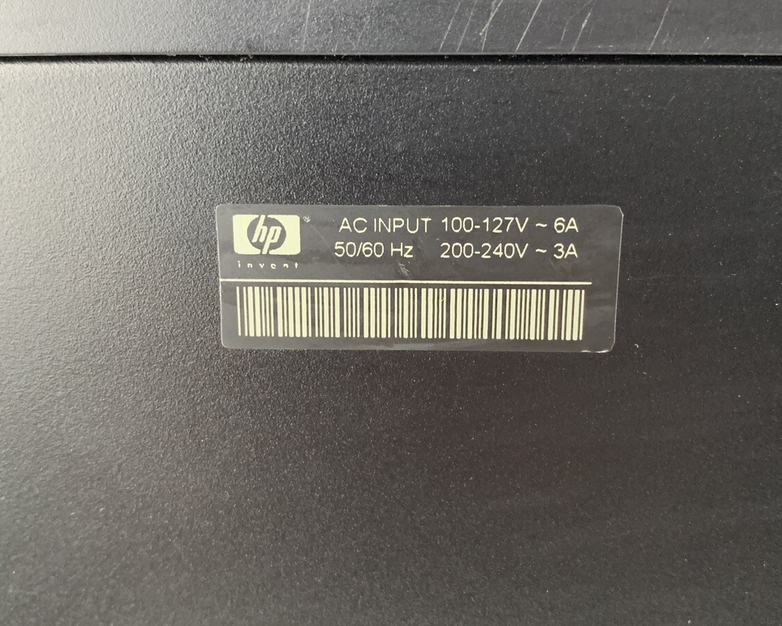 hp
invent
AC INPUT 100-127V ~ 6A
50/60 Hz 200-240V ~ 3A